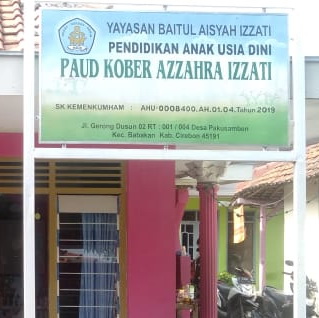 YAYASAN BAITUL AISYAH IZZATI
PENDIDIKAN ANAK USIA DINI
PAUD KOBER AZZAHRA IZZATI
SK KEMENKUMHAM : AHU-0008400.AH.01.04.Tahun 2019
Jl. Gerong Dusun 02 RT : 001 / 004 Desa Pakusamben
Kec. Babakan Kab. Cirebon 45191